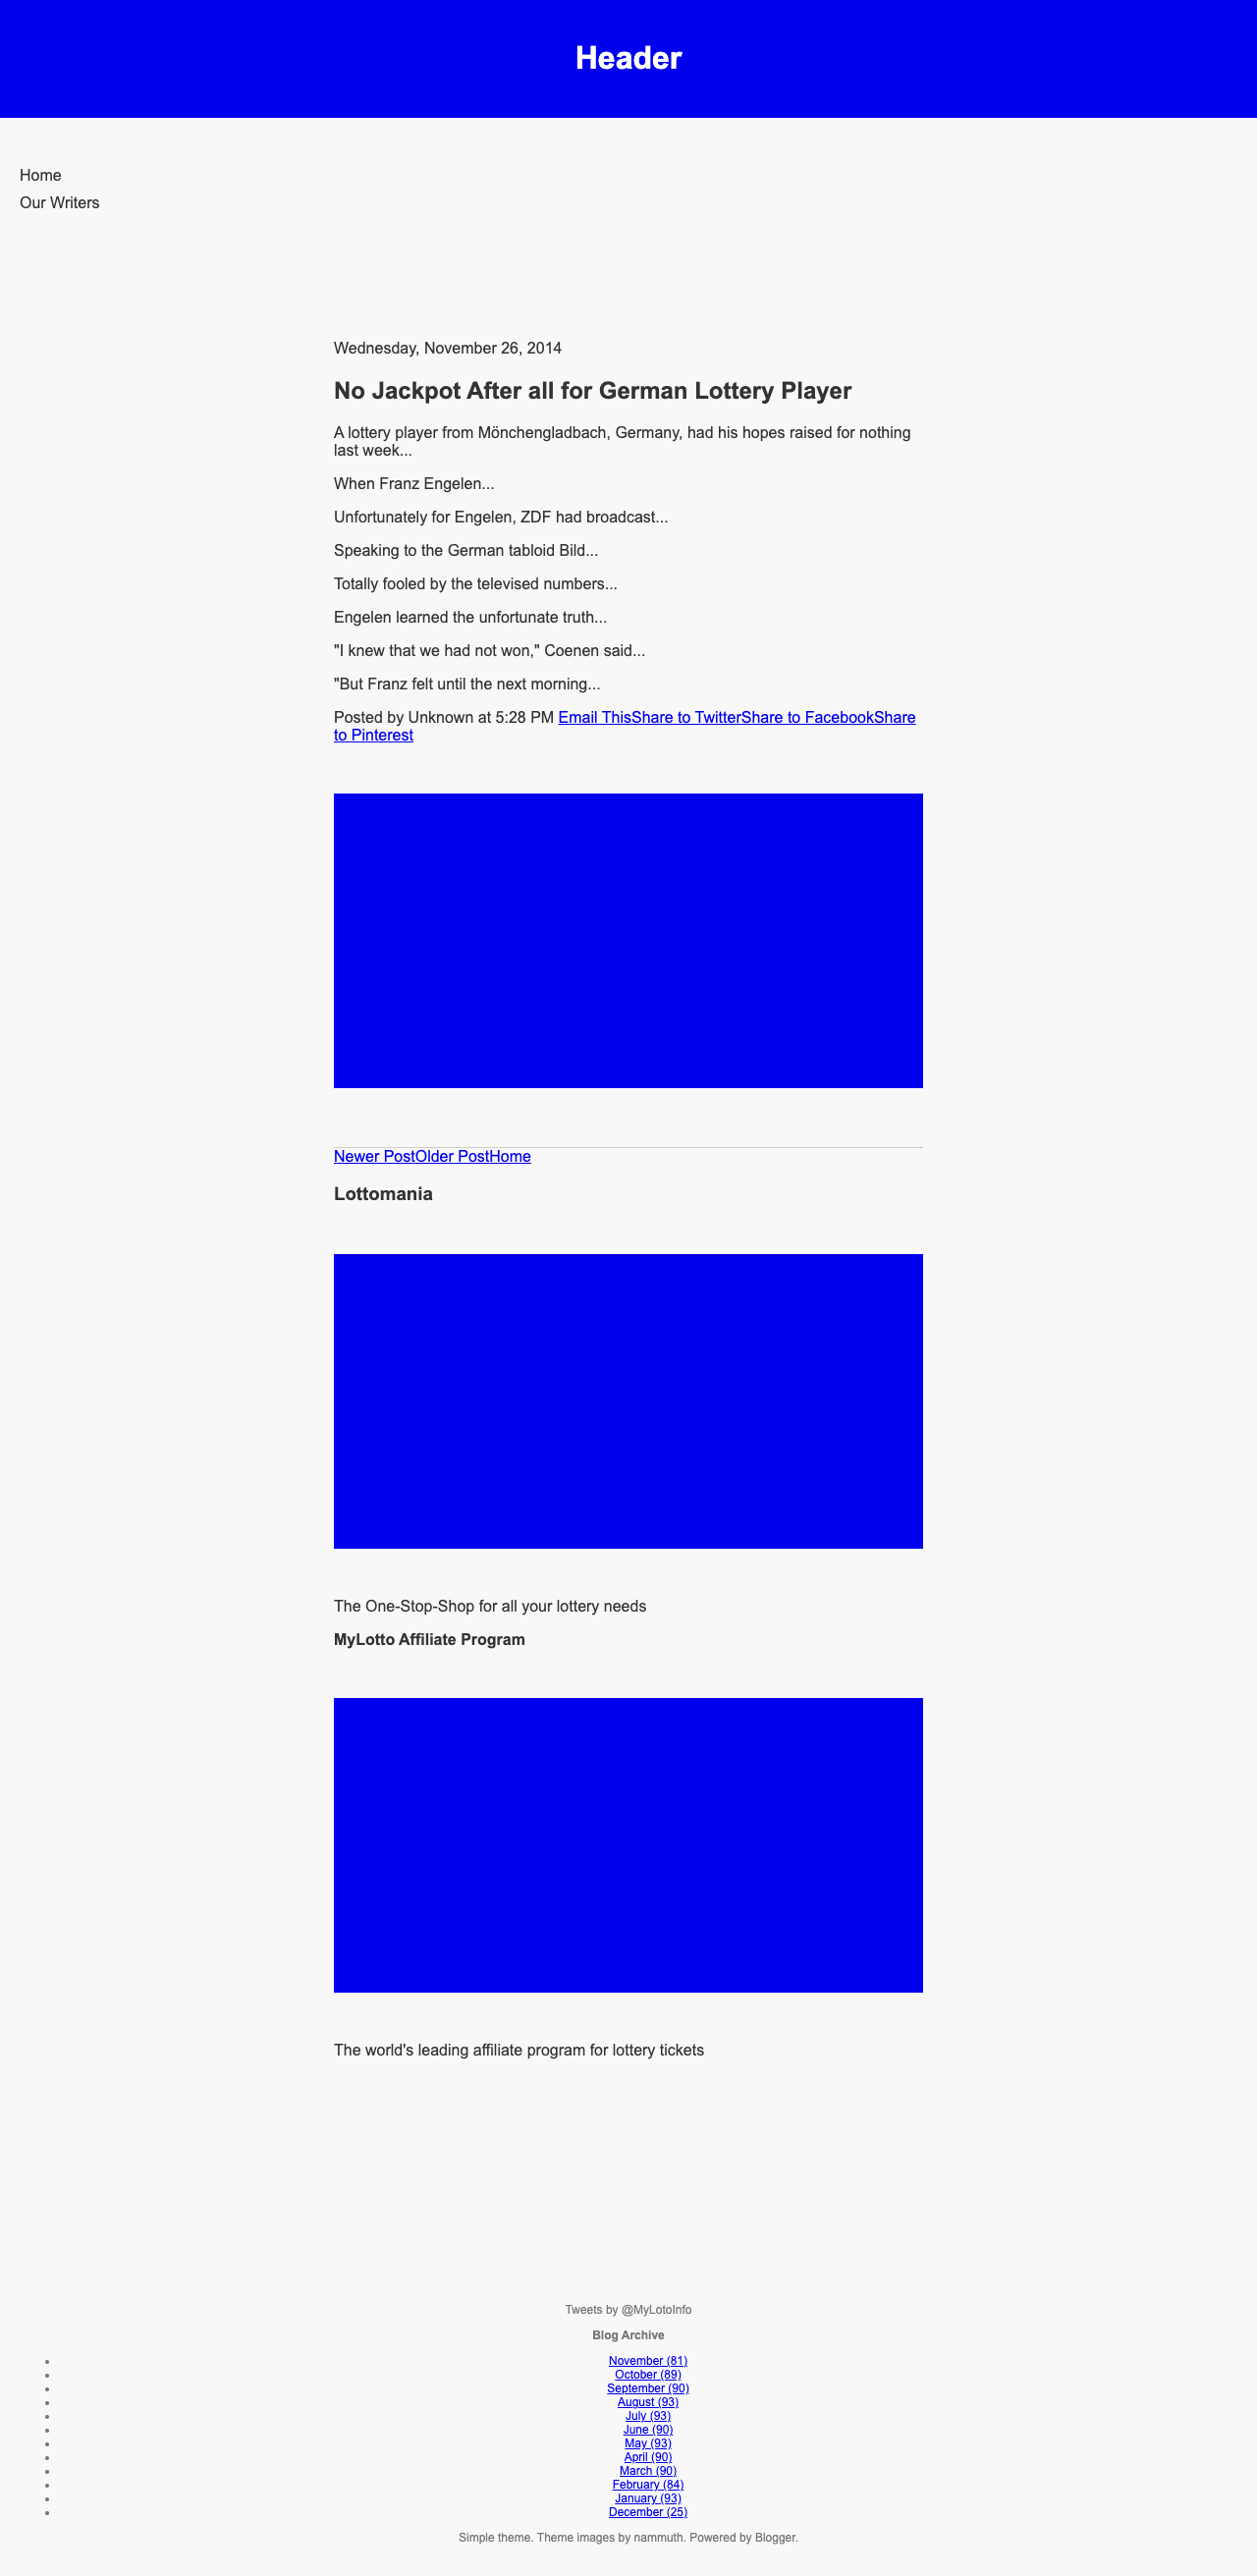 Header
Home
Our Writers
Wednesday, November 26, 2014
No Jackpot After all for German Lottery Player
A lottery player from Mönchengladbach, Germany, had his hopes raised for nothing
last week...
When Franz Engelen...
Unfortunately for Engelen, ZDF had broadcast...
Speaking to the German tabloid Bild...
Totally fooled by the televised numbers...
Engelen learned the unfortunate truth...
"I knew that we had not won," Coenen said...
"But Franz felt until the next morning...
Posted by Unknown at 5:28 PM Email ThisShare to TwitterShare to FacebookShare
to Pinterest
Newer PostOlder PostHome
Lottomania
The One-Stop-Shop for all your lottery needs
MyLotto Affiliate Program
The world's leading affiliate program for lottery tickets
Tweets by @MyLotoInfo
Blog Archive
November (81)
October (89)
September (90)
August (93)
July (93)
June (90)
May (93)
April (90)
March (90)
February (84)
January (93)
December (25)
Simple theme. Theme images by nammuth. Powered by Blogger.